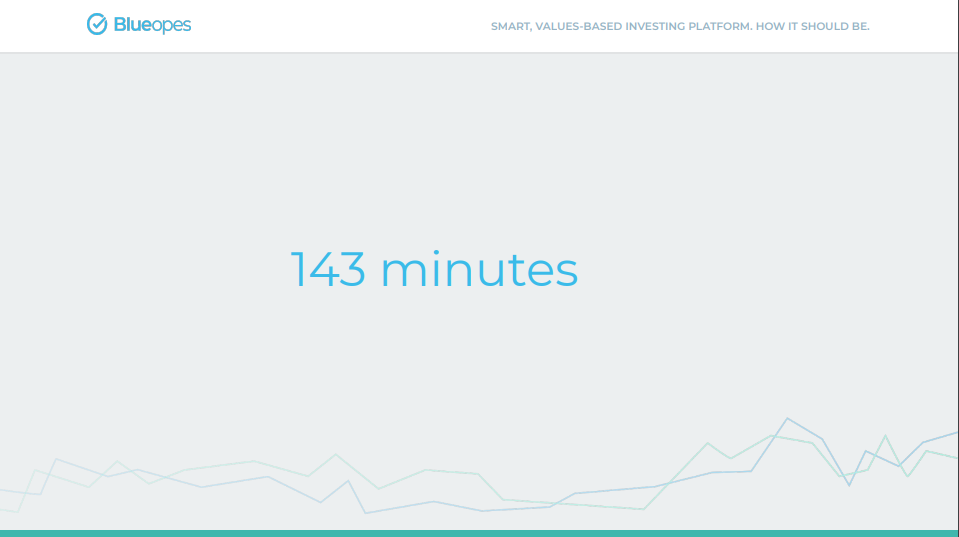 Blueopes
SMART, VALUES-BASED INVESTING PLATFORM. HOW IT SHOULD BE.
143 minutes